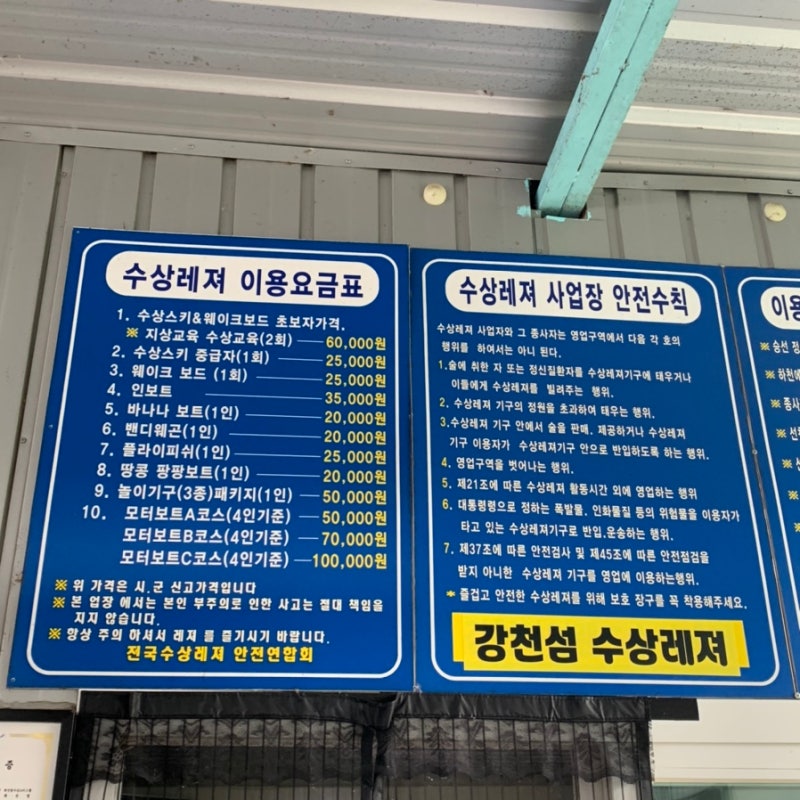 수상레져 이용요금표
1. 수상스키&웨이크보드 초보자가격.
※ 지상교육 수상교육(2회) 60,000원
2. 수상스키 중급자(1회) 25,000원
3. 웨이크 보드 (1회) 25,000원
4. 인보트 35,000원
5. 바나나 보트(1인) 20,000원
6. 밴디웨곤(1인) 20,000원
7. 플라이피쉬(1인) 25,000원
8. 땅콩 팡팡보트(1인) 20,000원
9. 놀이기구(3종)패키지(1인) 50,000원
10. 모터보트A코스(4인기준) 50,000원
모터보트B코스(4인기준) 70,000원
모터보트C코스(4인기준) 100,000원
※ 위 가격은 시.군 신고가격입니다
※ 본 업장 에서는 본인 부주의로 인한 사고는 절대 책임을
지지 않습니다.
※ 항상 주의 하셔서 레져 를 즐기시기 바랍니다.
전국수상레져 안전연합회
수상레져 사업장 안전수칙
수상레져 사업자와 그 종사자는 영업구역에서 다음 각 호의
행위를 하여서는 아니 된다.
1.술에 취한 자 또는 정신질환자를 수상레져기구에 태우거나
이들에게 수상레져를 빌려주는 행위.
2. 수상레져 기구의 정원을 초과하여 태우는 행위.
3.수상레져 기구 안에서 술을 판매, 제공하거나 수상레져
기구 이용자가 수상레져기구 안으로 반입하도록 하는 행위.
4. 영업구역을 벗어나는 행위.
5. 제21조에 따른 수상레져 활동시간 외에 영업하는 행위
6. 대통령령으로 정하는 폭발물, 인화물질 등의 위험물을 이용자가
타고 있는 수상레져기구로 반입.운송하는 행위.
7. 제37조에 따른 안전검사 및 제45조에 따른 안전점검을
받지 아니한 수상레져 기구를 영업에 이용하는행위.
* 즐겁고 안전한 수상레져를 위해 보호 장구를 꼭 착용해주세요.
강천섬 수상레져
이용
※ 승선 정
※ 하천에
※ 종사
※ 선
증